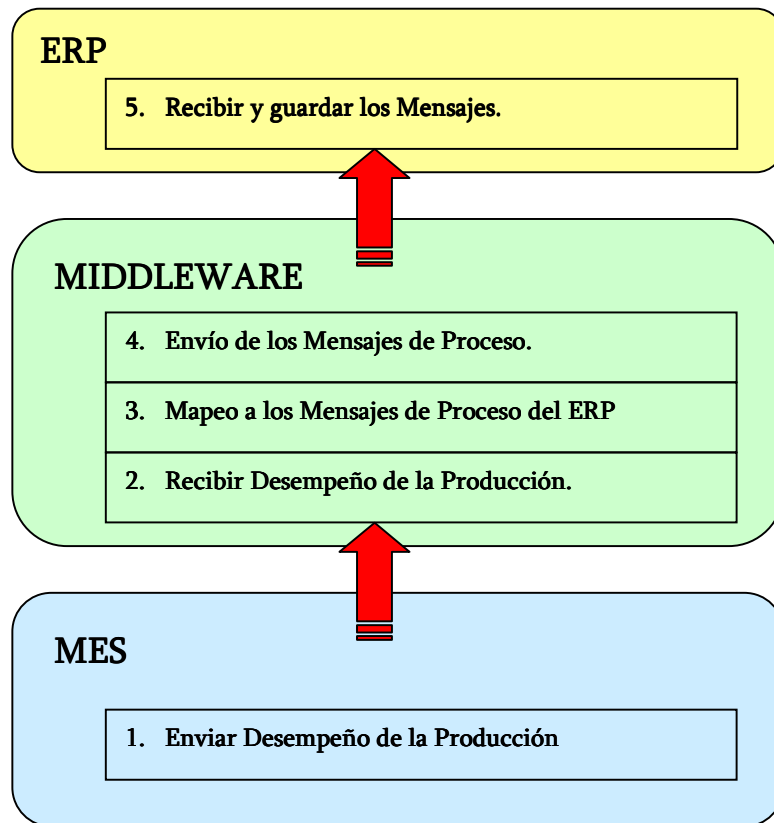 ERP
5. Recibir y guardar los Mensajes.
MIDDLEWARE
4. Envío de los Mensajes de Proceso.
3. Mapeo a los Mensajes de Proceso del ERP
2. Recibir Desempeño de la Producción.
MES
1. Enviar Desempeño de la Producción